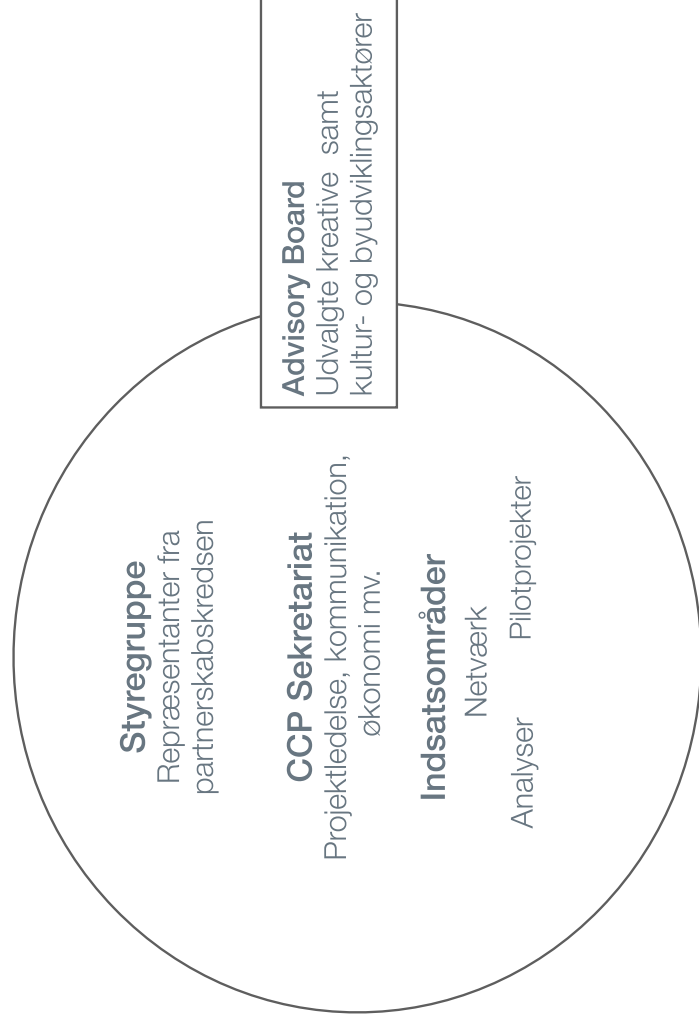 Styregruppe
Repræsentanter fra
partnerskabskredsen
CCP Sekretariat
Projektledelse, kommunikation,
økonomi mv.
Advisory Board
Udvalgte kreative samt
kultur- og byudviklingsaktører
Indsatsområder
Netværk
Analyser Pilotprojekter